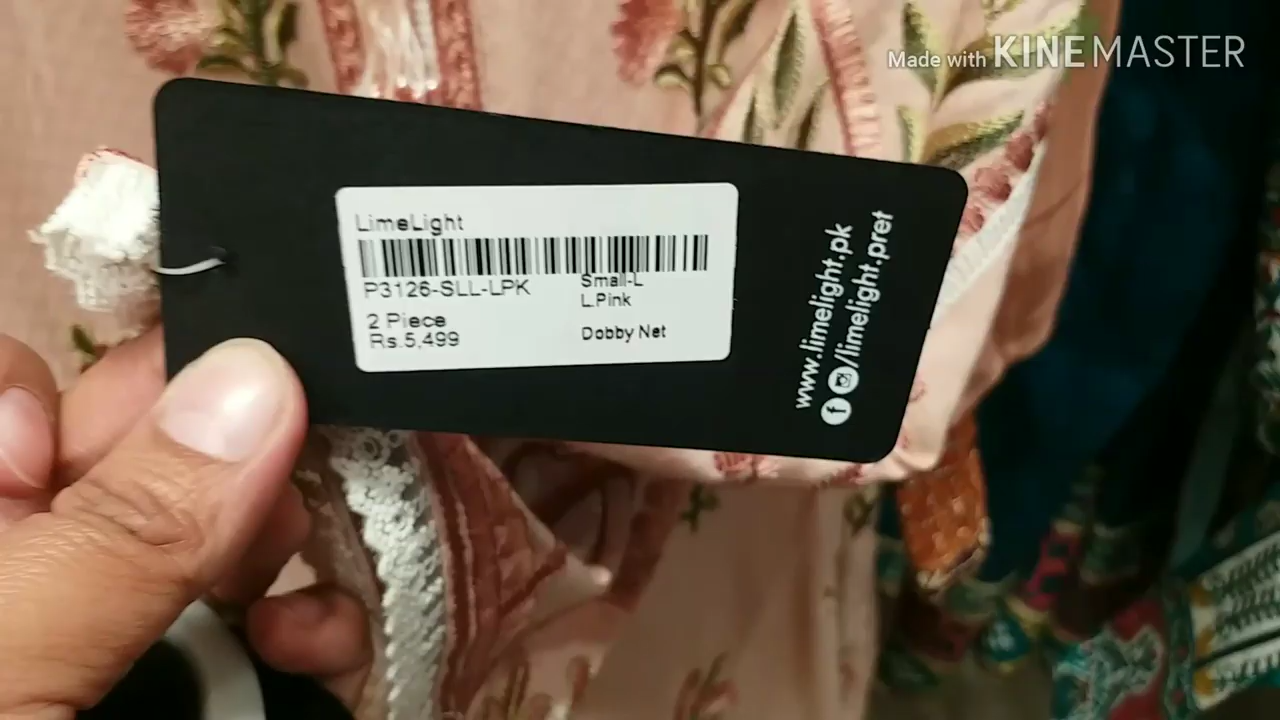 Made with KINEMASTER
LimeLight
P3126-SLL-LPK
Small-L
L.Pink
2 Piece
Rs.5,499
Dobby Net
www.limelight.pk
/limelight.pret